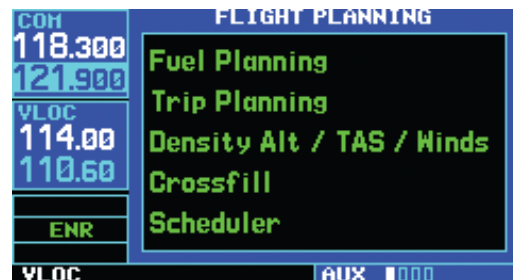 COM
118.300
121.900
VLOC
114.00
110.60
ENR
VLOC
FLIGHT PLANNING
Fuel Planning
Trip Planning
Density Alt / TAS / Winds
Crossfill
Scheduler
AUX